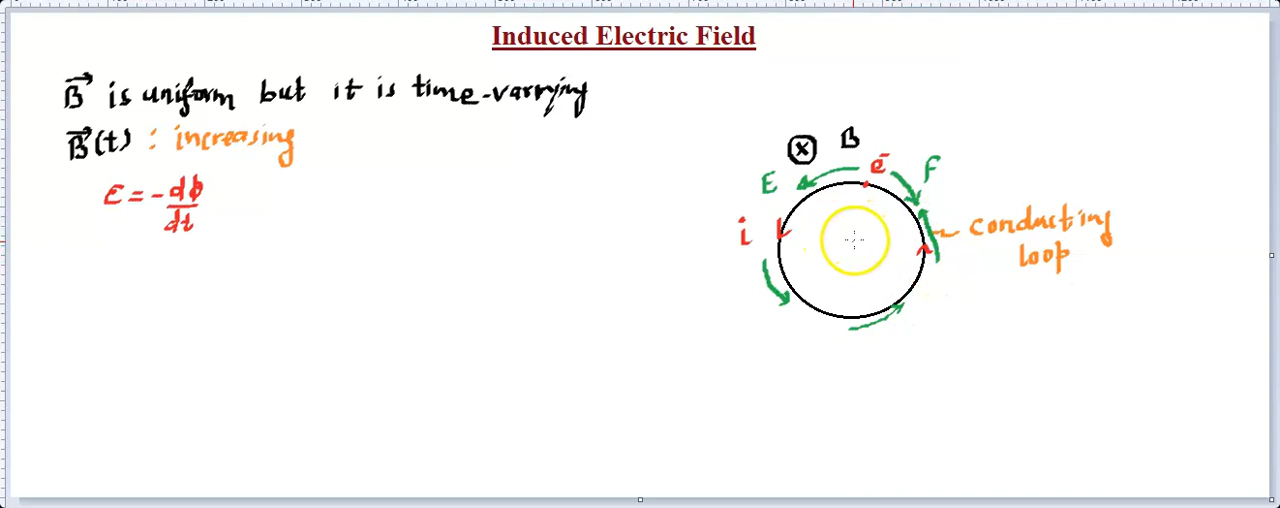 Induced Electric Field
B⃗ is uniform but it is time-varying
B⃗(t) : increasing
ε = - dϕ/dt
ⓧ B
E e⁻ F
i conducting
loop